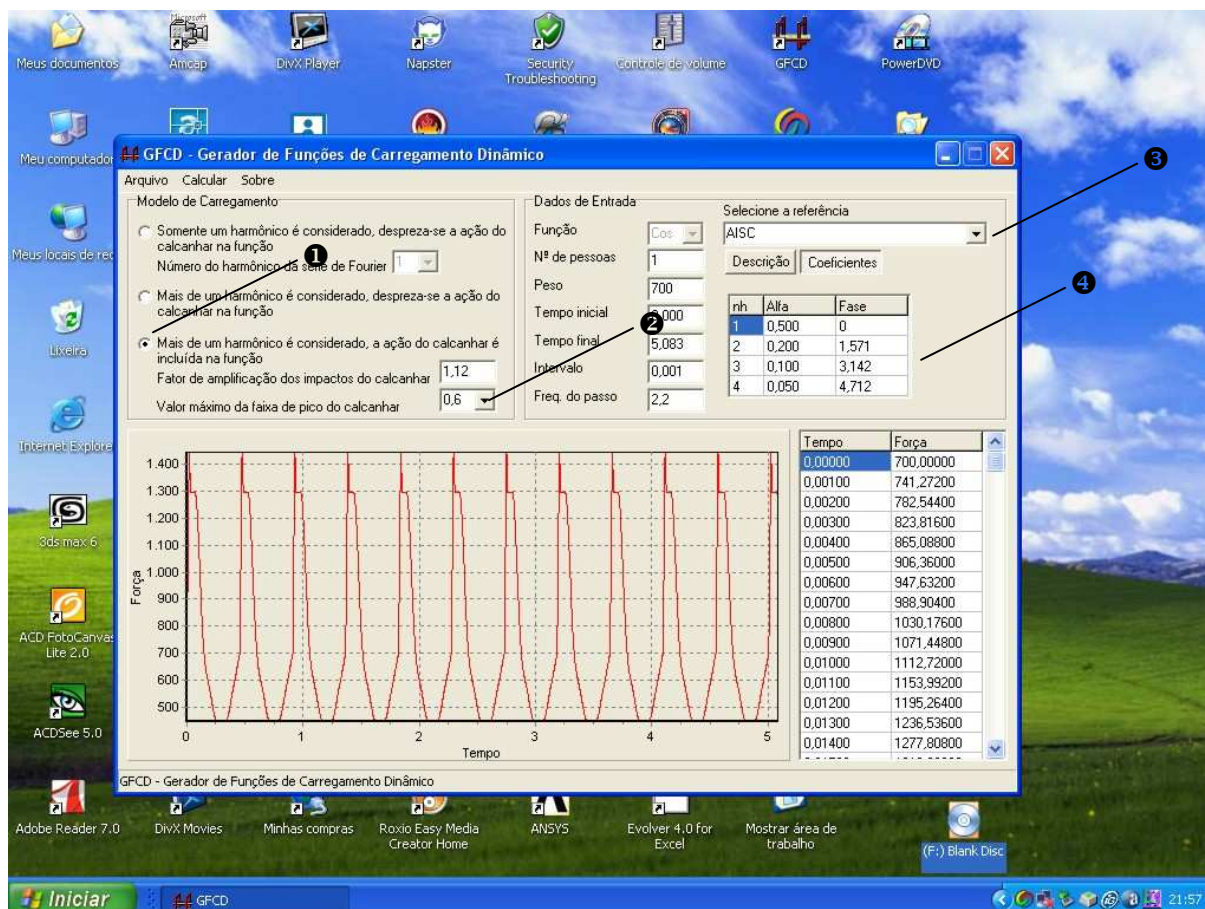 Meus documentos
Microsoft
Amcap
DivX Player
Napster
Security
Troubleshooting
Controle de volume
GFCD
PowerDVD
Meu computador
GFCD - Gerador de Funções de Carregamento Dinâmico
Arquivo Calcular Sobre
Modelo de Carregamento
Somente um harmônico é considerado, despreza-se a ação do
calcanhar na função
Número do harmônico da série de Fourier 1
Mais de um harmônico é considerado, despreza-se a ação do
calcanhar na função
Mais de um harmônico é considerado, a ação do calcanhar é
incluída na função
Fator de amplificação dos impactos do calcanhar 1,12
Valor máximo da faixa de pico do calcanhar 0,6
❶
❷
Dados de Entrada
Função Cos
Nº de pessoas 1
Peso 700
Tempo inicial 0,000
Tempo final 5,083
Intervalo 0,001
Freq. do passo 2,2
Selecione a referência
AISC
Descrição Coeficientes
nh Alfa Fase
1 0,500 0
2 0,200 1,571
3 0,100 3,142
4 0,050 4,712
❸
❹
Força
1.400
1.300
1.200
1.100
1.000
900
800
700
600
500
0 1 2 3 4 5
Tempo
Tempo Força
0,00000 700,00000
0,00100 741,27200
0,00200 782,54400
0,00300 823,81600
0,00400 865,08800
0,00500 906,36000
0,00600 947,63200
0,00700 988,90400
0,00800 1030,17600
0,00900 1071,44800
0,01000 1112,72000
0,01100 1153,99200
0,01200 1195,26400
0,01300 1236,53600
0,01400 1277,80800
GFCD - Gerador de Funções de Carregamento Dinâmico
Meus locais de rec
Lixeira
Internet Explore
3ds max 6
ACD FotoCanvas
Lite 2.0
ACDSee 5.0
Adobe Reader 7.0
DivX Movies
Minhas compras
Roxio Easy Media
Creator Home
ANSYS
Evolver 4.0 for
Excel
Mostrar área de
trabalho
(F:) Blank Disc
Iniciar
GFCD
21:57